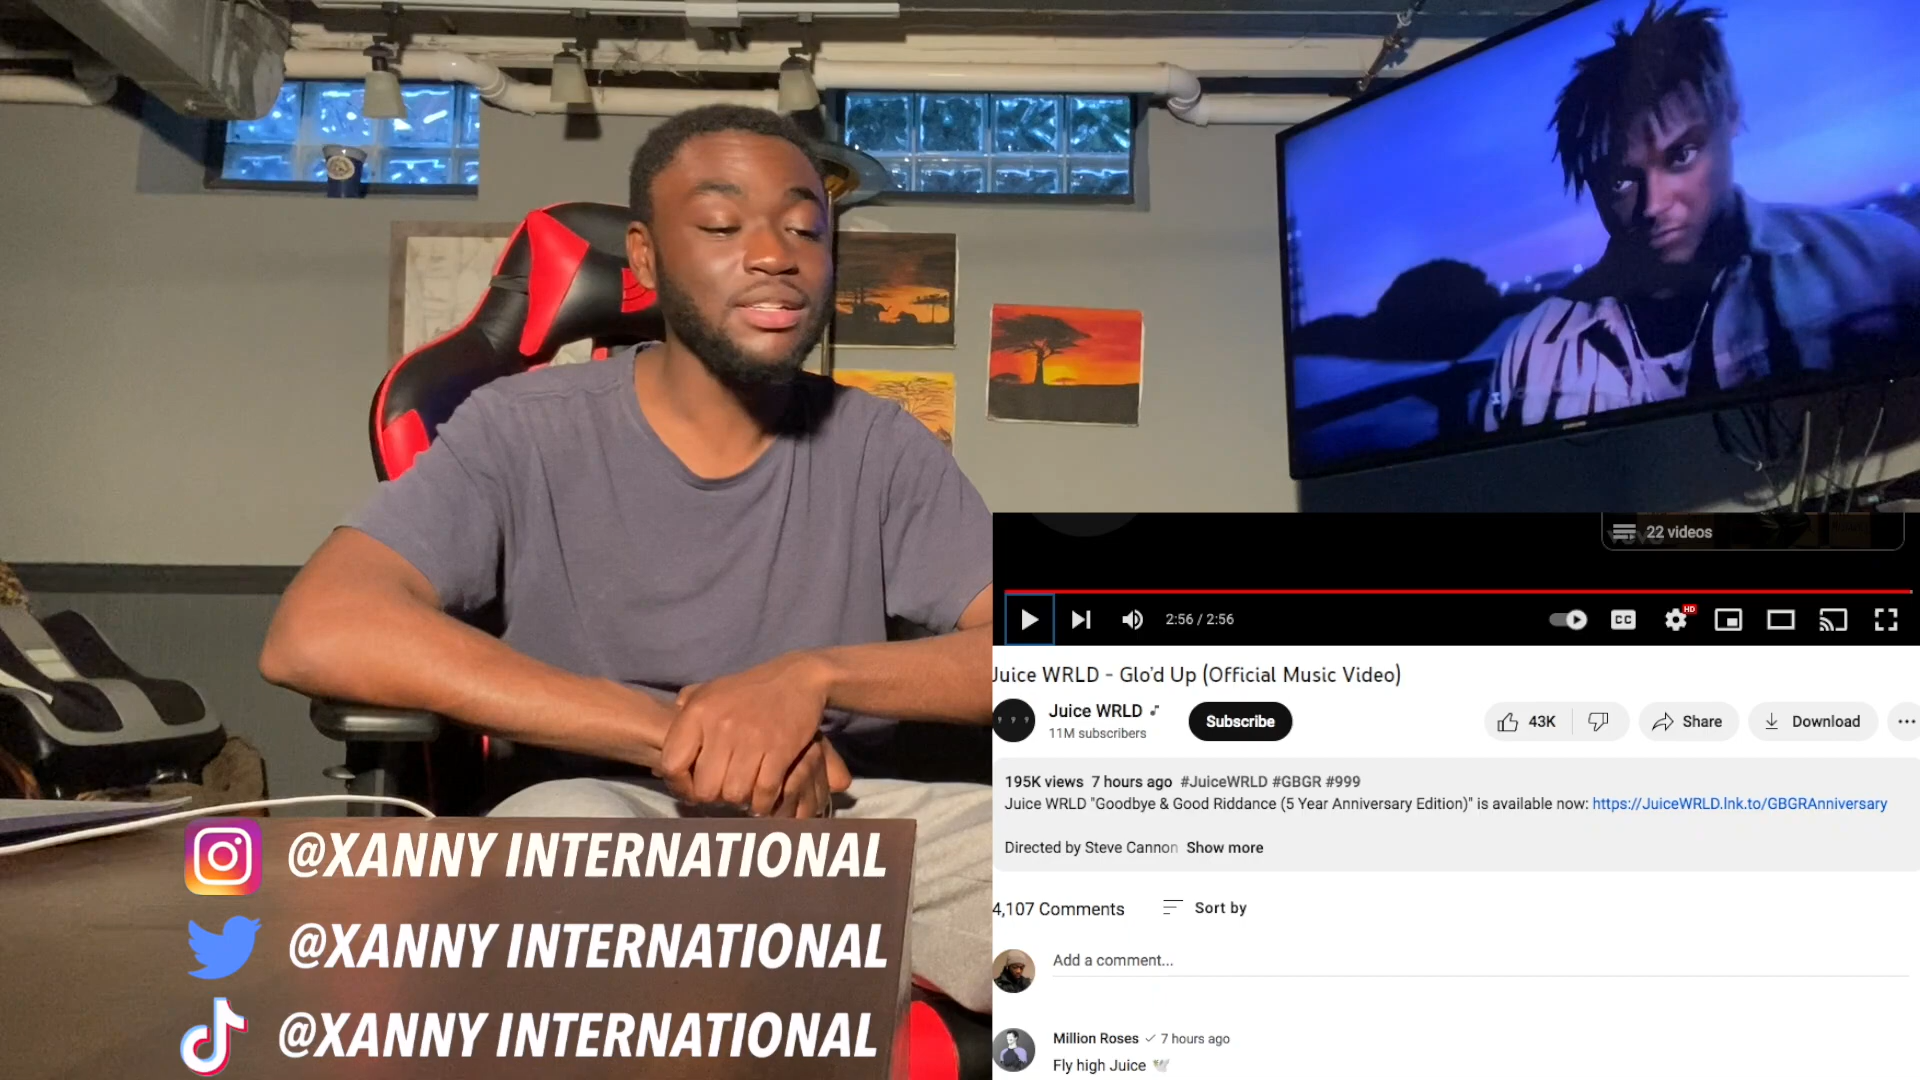 22 videos
2:56 / 2:56
CC
HD
Juice WRLD - Glo'd Up (Official Music Video)
Juice WRLD
11M subscribers
Subscribe
43K
Share
Download
195K views 7 hours ago #JuiceWRLD #GBGR #999
Juice WRLD "Goodbye & Good Riddance (5 Year Anniversary Edition)" is available now: https://JuiceWRLD.lnk.to/GBGRAnniversary
Directed by Steve Cannon Show more
4,107 Comments
Sort by
Add a comment...
Million Roses 7 hours ago
Fly high Juice 🕊️
@XANNY INTERNATIONAL
@XANNY INTERNATIONAL
@XANNY INTERNATIONAL